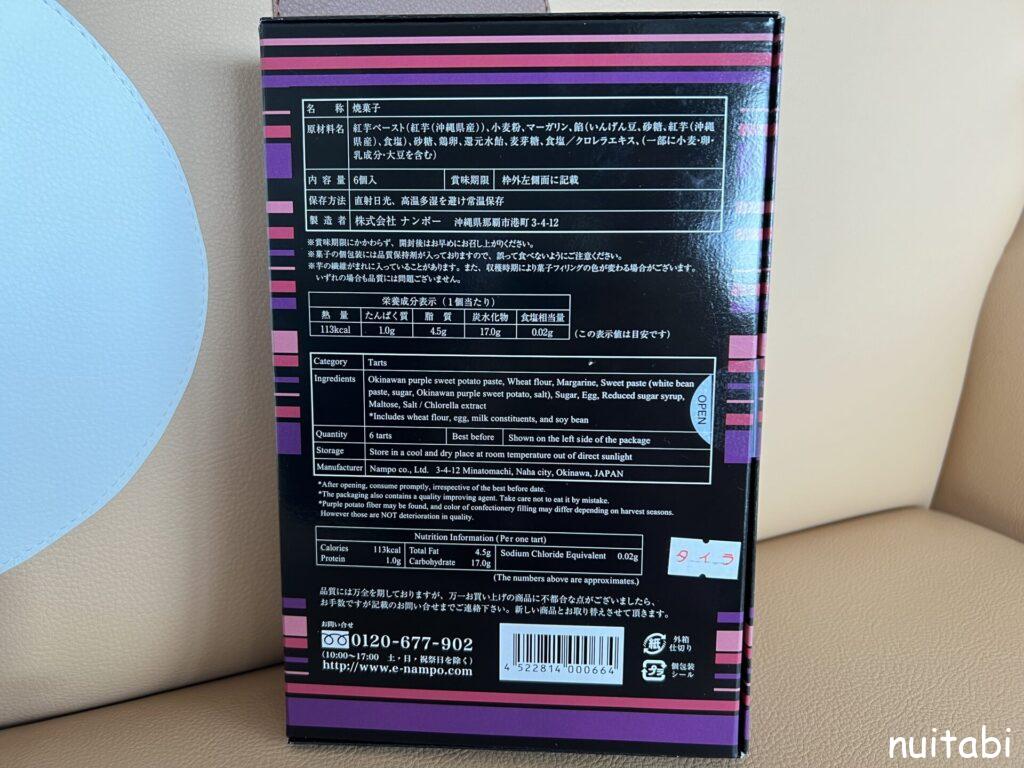 名 称 焼菓子
原材料名 紅芋ペースト(紅芋(沖縄県産))、小麦粉、マーガリン、餡(いんげん豆、砂糖、紅芋(沖縄
県産)、食塩)、砂糖、鶏卵、還元水飴、麦芽糖、食塩/クロレラエキス、(一部に小麦・卵・
乳成分・大豆を含む)
内 容 量 6個入 賞味期限 枠外左側面に記載
保存方法 直射日光、高温多湿を避け常温保存
製 造 者 株式会社 ナンポー 沖縄県那覇市港町3-4-12
※賞味期限にかかわらず、開封後はお早めにお召し上がりください。
※菓子の個包装には品質保持剤が入っておりますので、誤って食べないようにご注意ください。
※芋の繊維がまれに入っていることがあります。また、収穫時期により菓子フィリングの色が変わる場合がございます。
いずれの場合も品質には問題ございません。
栄養成分表示(1個当たり)
熱 量 たんぱく質 脂 質 炭水化物 食塩相当量
113kcal 1.0g 4.5g 17.0g 0.02g (この表示値は目安です)
Category Tarts
Ingredients Okinawan purple sweet potato paste, Wheat flour, Margarine, Sweet paste (white bean
paste, sugar, Okinawan purple sweet potato, salt), Sugar, Egg, Reduced sugar syrup,
Maltose, Salt / Chlorella extract
*Includes wheat flour, egg, milk constituents, and soy bean
OPEN
Quantity 6 tarts Best before Shown on the left side of the package
Storage Store in a cool and dry place at room temperature out of direct sunlight
Manufacturer Nampo co., Ltd. 3-4-12 Minatomachi, Naha city, Okinawa, JAPAN
*After opening, consume promptly, irrespective of the best before date.
*The packaging also contains a quality improving agent. Take care not to eat it by mistake.
*Purple potato fiber may be found, and color of confectionery filling may differ depending on harvest seasons.
However those are NOT deterioration in quality.
Nutrition Information (Per one tart)
Calories 113kcal Total Fat 4.5g Sodium Chloride Equivalent 0.02g
Protein 1.0g Carbohydrate 17.0g
(The numbers above are approximates.)
タイラ
品質には万全を期しておりますが、万一お買い上げの商品に不都合な点がございましたら、
お手数ですが記載のお問い合せまでご連絡下さい。新しい商品とお取り替えさせて頂きます。
お問い合せ
0120-677-902
(10:00~17:00 土・日・祝祭日を除く)
http://www.e-nampo.com
4 522814 000664
紙 外箱
仕切り
プラ 個包装
シール
nuitabi